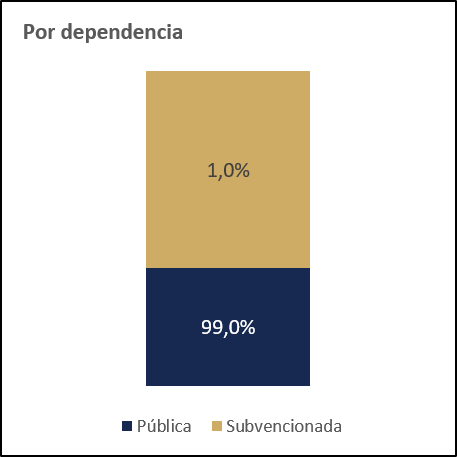 Por dependencia
1,0%
99,0%
Pública Subvencionada